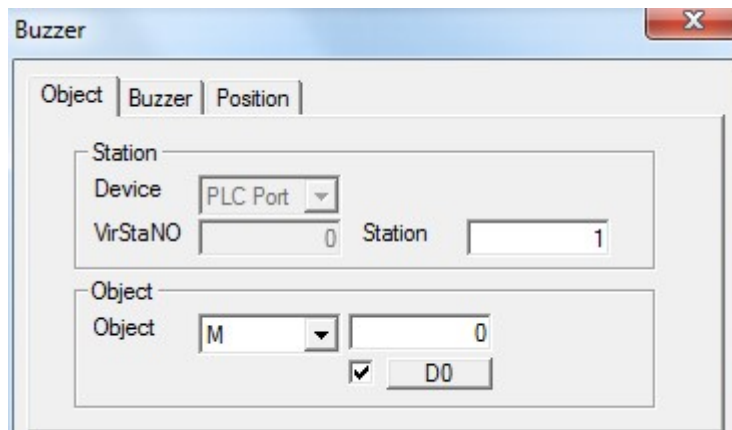 Buzzer
Object Buzzer Position
Station
Device PLC Port
VirStaNO 0 Station 1
Object
Object M 0
D0